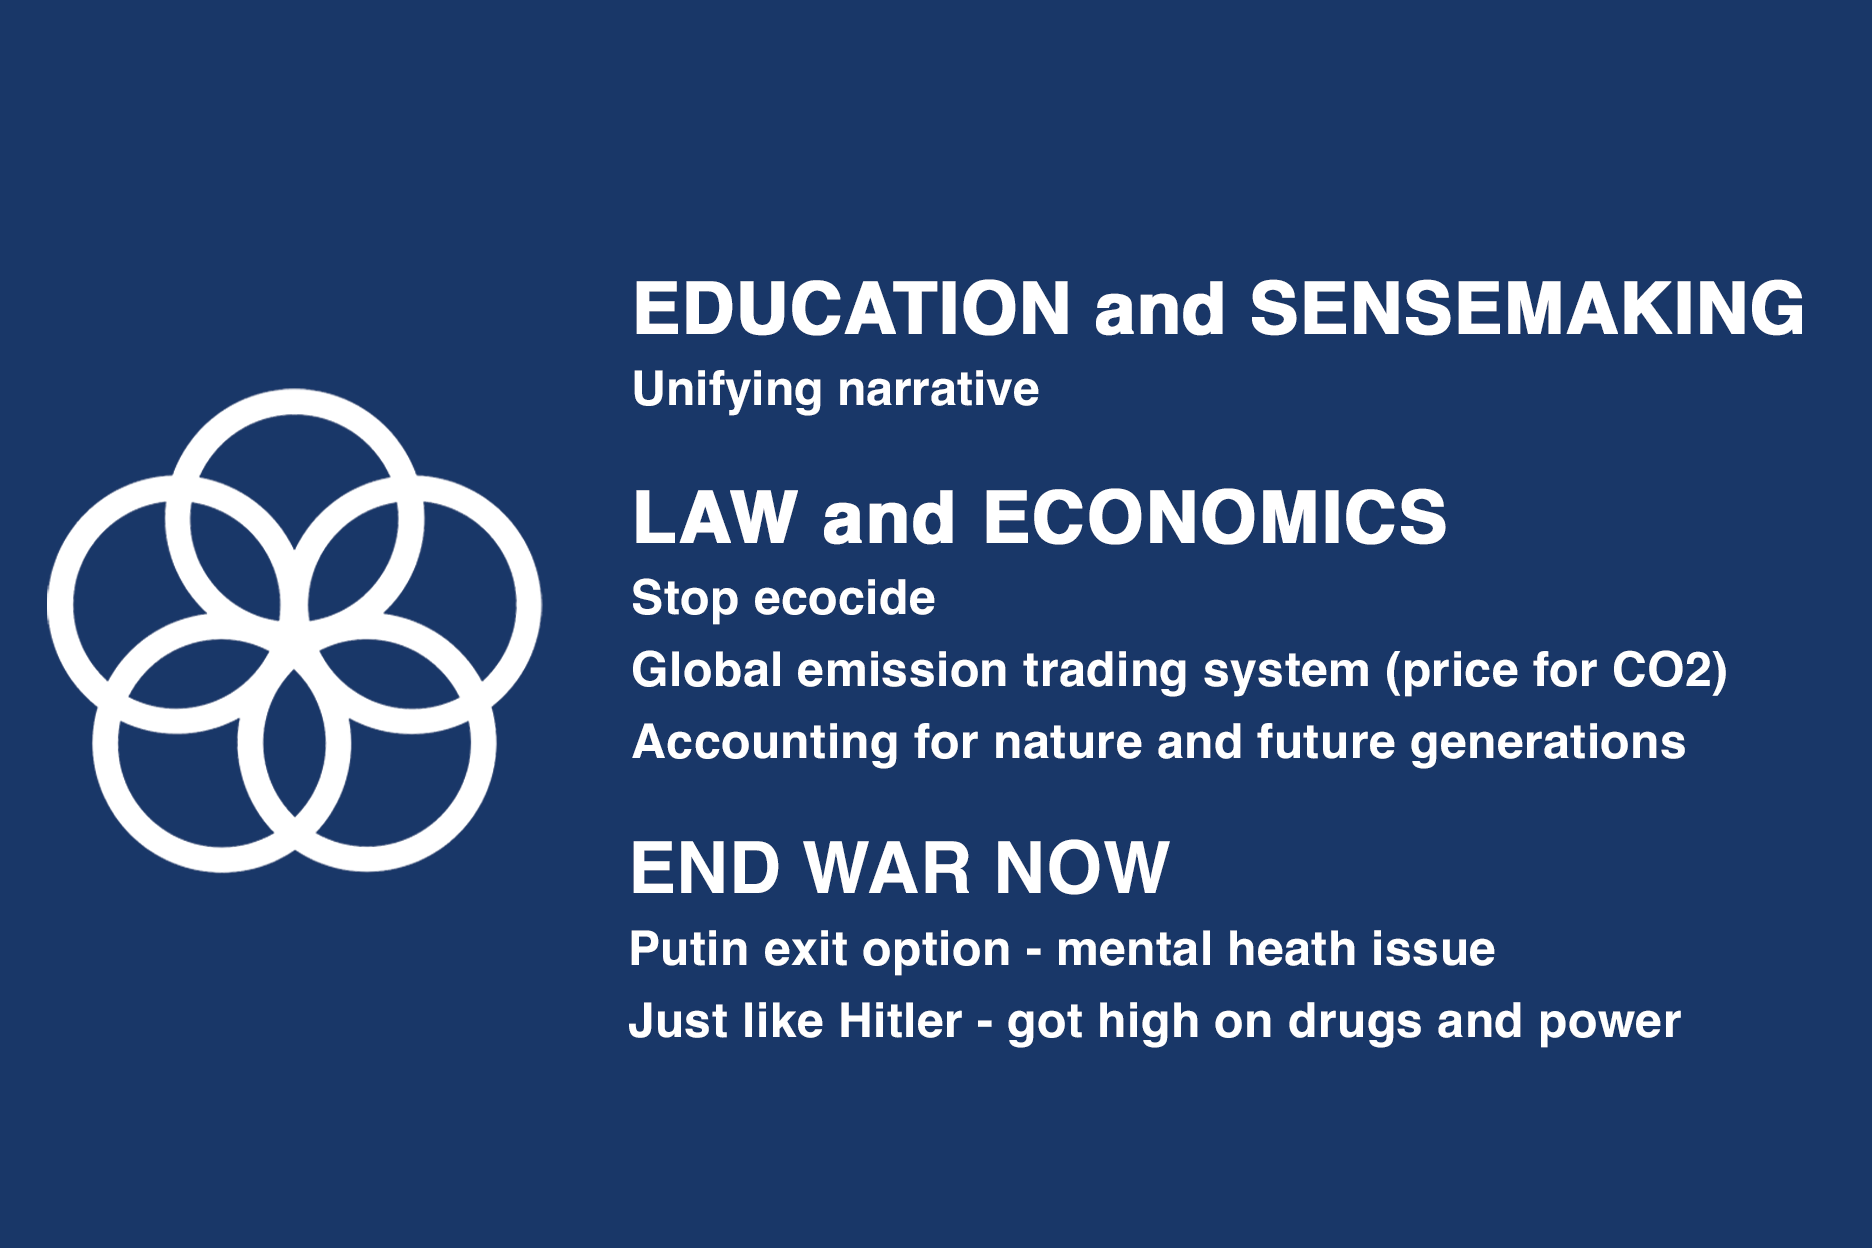 EDUCATION and SENSEMAKING
Unifying narrative
LAW and ECONOMICS
Stop ecocide
Global emission trading system (price for CO2)
Accounting for nature and future generations
END WAR NOW
Putin exit option - mental heath issue
Just like Hitler - got high on drugs and power